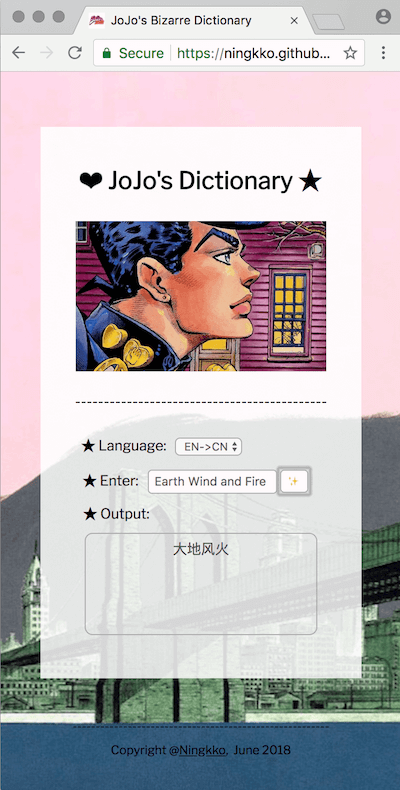 JoJo's Bizarre Dictionary
Secure
https://ningkko.github...
❤ JoJo's Dictionary ★
★ Language: EN->CN
★ Enter: Earth Wind and Fire ✨
★ Output:
大地风火
Copyright @Ningkko, June 2018